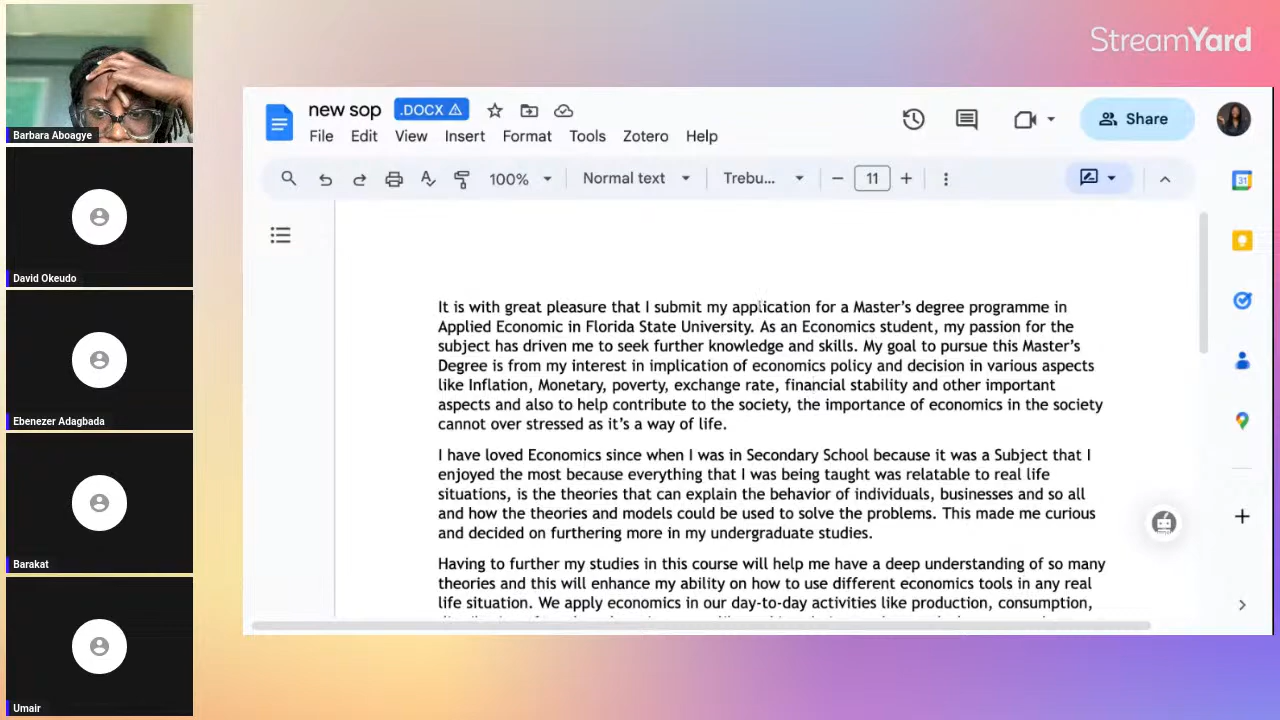 StreamYard
Barbara Aboagye
David Okeudo
Ebenezer Adagbada
Barakat
Umair
new sop .DOCX
File Edit View Insert Format Tools Zotero Help
Share
100% Normal text Trebu... 11
31
It is with great pleasure that I submit my application for a Master's degree programme in
Applied Economic in Florida State University. As an Economics student, my passion for the
subject has driven me to seek further knowledge and skills. My goal to pursue this Master's
Degree is from my interest in implication of economics policy and decision in various aspects
like Inflation, Monetary, poverty, exchange rate, financial stability and other important
aspects and also to help contribute to the society, the importance of economics in the society
cannot over stressed as it's a way of life.
I have loved Economics since when I was in Secondary School because it was a Subject that I
enjoyed the most because everything that I was being taught was relatable to real life
situations, is the theories that can explain the behavior of individuals, businesses and so all
and how the theories and models could be used to solve the problems. This made me curious
and decided on furthering more in my undergraduate studies.
Having to further my studies in this course will help me have a deep understanding of so many
theories and this will enhance my ability on how to use different economics tools in any real
life situation. We apply economics in our day-to-day activities like production, consumption,